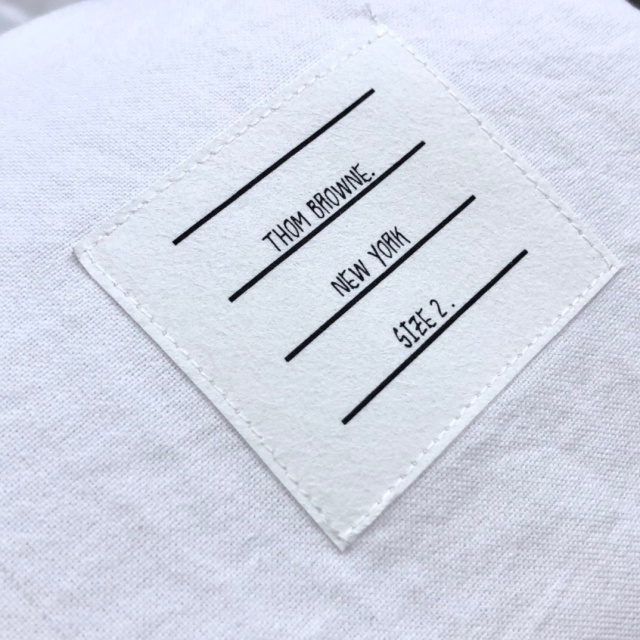 THOM BROWNE.
NEW YORK
SIZE 2.